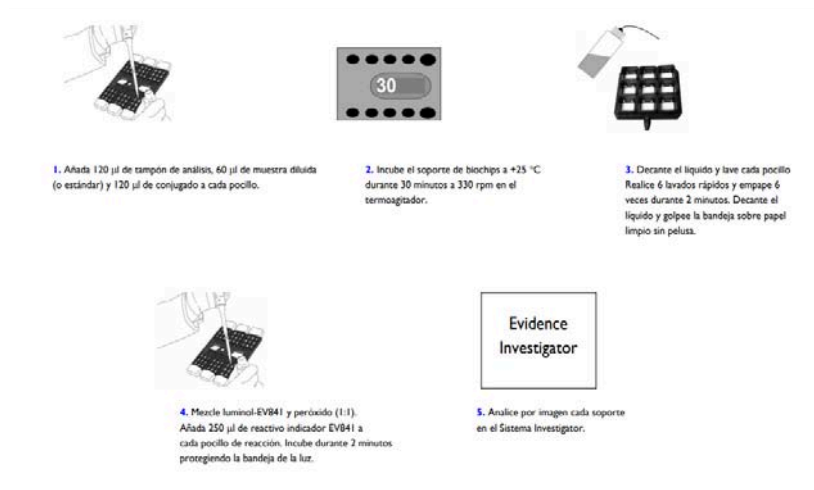 30
1. Añada 120 µl de tampón de análisis, 60 µl de muestra diluida
(o estándar) y 120 µl de conjugado a cada pocillo.
2. Incube el soporte de biochips a +25 °C
durante 30 minutos a 330 rpm en el
termoagitador.
3. Decante el líquido y lave cada pocillo
Realice 6 lavados rápidos y empape 6
veces durante 2 minutos. Decante el
líquido y golpee la bandeja sobre papel
limpio sin pelusa.
4. Mezcle luminol-EV841 y peróxido (1:1).
Añada 250 µl de reactivo indicador EV841 a
cada pocillo de reacción. Incube durante 2 minutos
protegiendo la bandeja de la luz.
Evidence
Investigator
5. Analice por imagen cada soporte
en el Sistema Investigator.